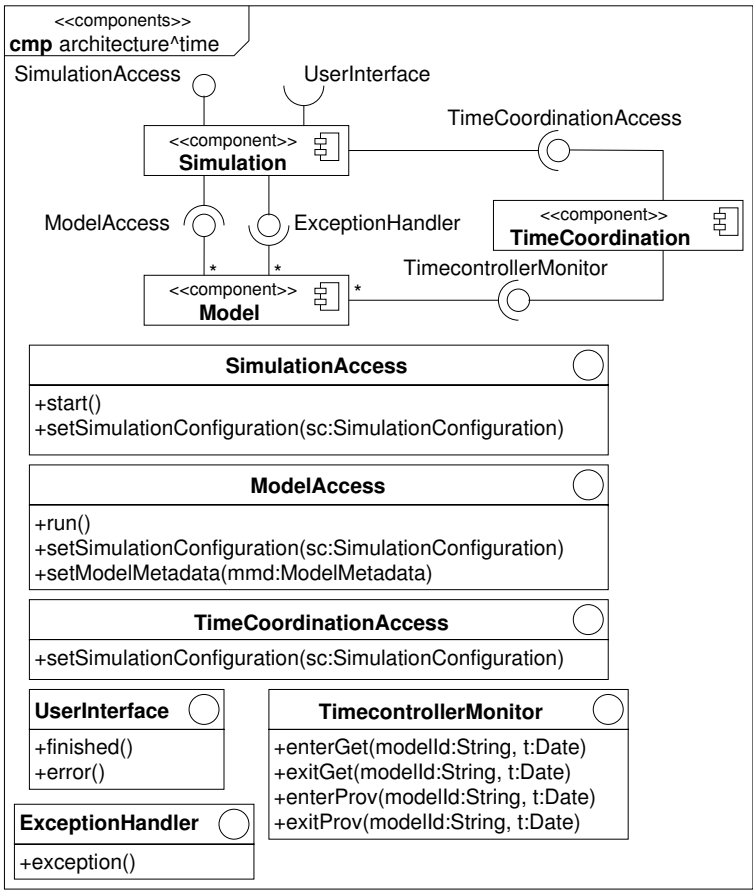 <<components>>
cmp architecture^time
SimulationAccess
UserInterface
TimeCoordinationAccess
<<component>>
Simulation
<<component>>
TimeCoordination
ModelAccess
ExceptionHandler
TimecontrollerMonitor
* * *
<<component>>
Model
SimulationAccess
+start()
+setSimulationConfiguration(sc:SimulationConfiguration)
ModelAccess
+run()
+setSimulationConfiguration(sc:SimulationConfiguration)
+setModelMetadata(mmd:ModelMetadata)
TimeCoordinationAccess
+setSimulationConfiguration(sc:SimulationConfiguration)
UserInterface
+finished()
+error()
TimecontrollerMonitor
+enterGet(modelId:String, t:Date)
+exitGet(modelId:String, t:Date)
+enterProv(modelId:String, t:Date)
+exitProv(modelId:String, t:Date)
ExceptionHandler
+exception()